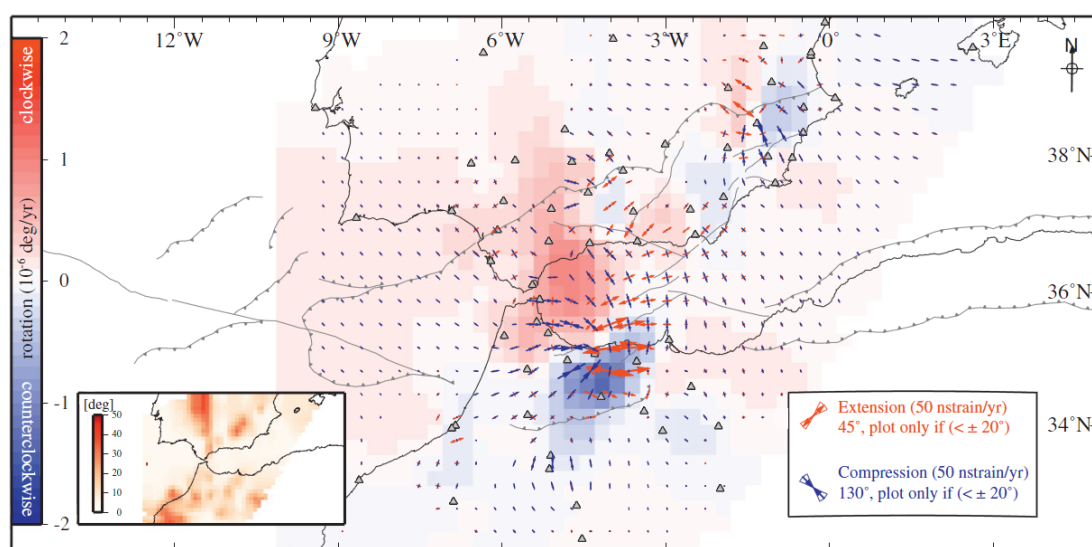 12°W 9°W 6°W 3°W 0° 3°E
N
2
1
0
-1
-2
clockwise
rotation (10⁻⁶ deg/yr)
counterclockwise
38°N
36°N
34°N
[deg]
50
40
30
20
10
0
Extension (50 nstrain/yr)
45°, plot only if (< ± 20°)
Compression (50 nstrain/yr)
130°, plot only if (< ± 20°)